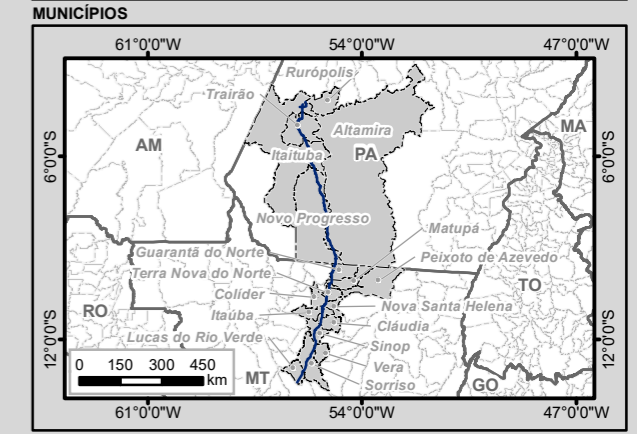 MUNICÍPIOS
61°0'0"W 54°0'0"W 47°0'0"W
Rurópolis
Trairão
MA
Altamira
AM
6°0'0"S
Itaituba
PA
6°0'0"S
Novo Progresso
Matupá
Guarantã do Norte
Peixoto de Azevedo
Terra Nova do Norte
TO
Colíder
RO
Nova Santa Helena
Itaúba
Cláudia
12°0'0"S
Lucas do Rio Verde
Sinop
12°0'0"S
0 150 300 450
km
Vera
MT
Sorriso
GO
61°0'0"W 54°0'0"W 47°0'0"W